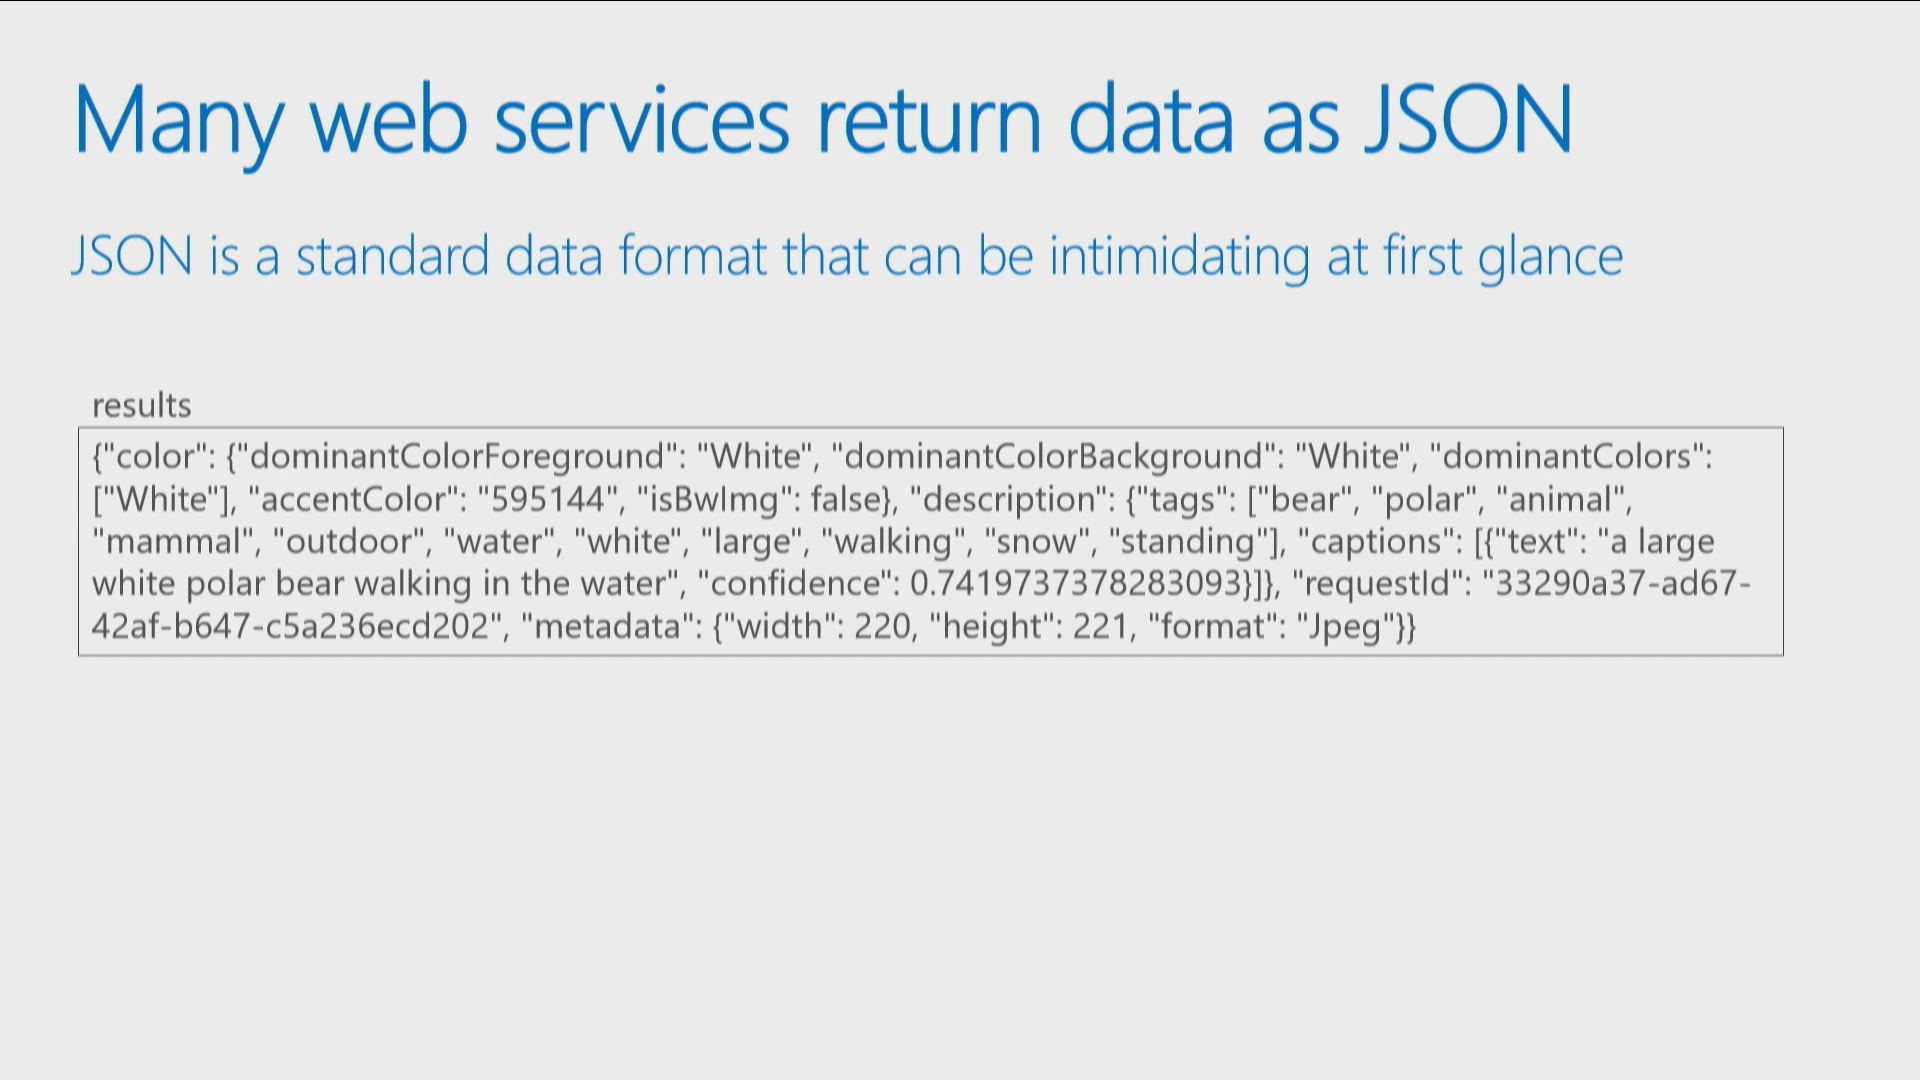 Many web services return data as JSON
JSON is a standard data format that can be intimidating at first glance
results
{"color": {"dominantColorForeground": "White", "dominantColorBackground": "White", "dominantColors":
["White"], "accentColor": "595144", "isBwImg": false}, "description": {"tags": ["bear", "polar", "animal",
"mammal", "outdoor", "water", "white", "large", "walking", "snow", "standing"], "captions": [{"text": "a large
white polar bear walking in the water", "confidence": 0.7419737378283093}]}, "requestId": "33290a37-ad67-
42af-b647-c5a236ecd202", "metadata": {"width": 220, "height": 221, "format": "Jpeg"}}